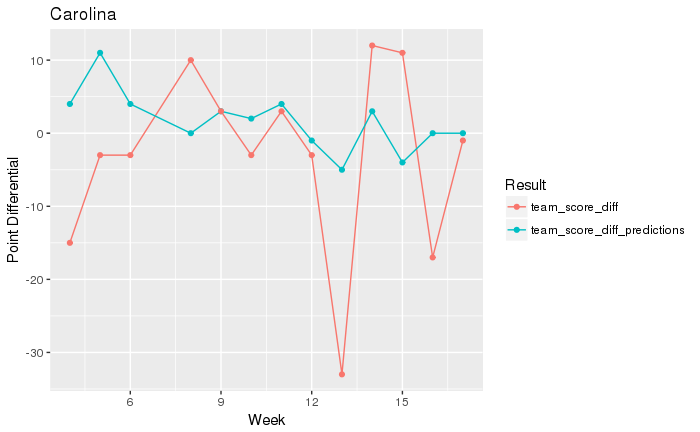 Carolina
Point Differential
10
0
-10
-20
-30
6
9
12
15
Week
Result
team_score_diff
team_score_diff_predictions